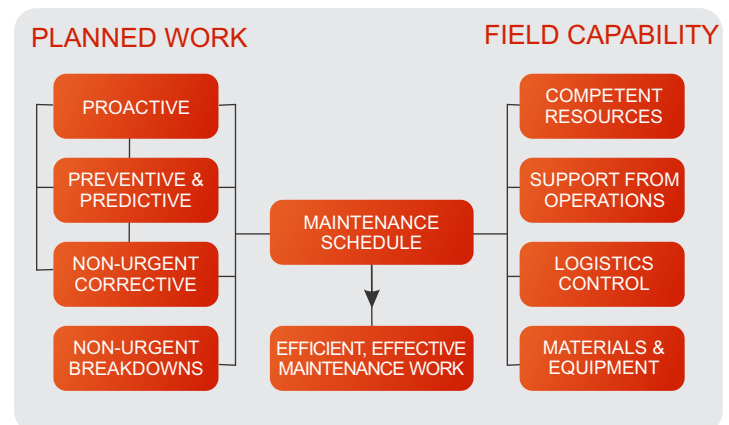 PLANNED WORK
FIELD CAPABILITY
PROACTIVE
PREVENTIVE &
PREDICTIVE
NON-URGENT
CORRECTIVE
NON-URGENT
BREAKDOWNS
MAINTENANCE
SCHEDULE
EFFICIENT, EFFECTIVE
MAINTENANCE WORK
COMPETENT
RESOURCES
SUPPORT FROM
OPERATIONS
LOGISTICS
CONTROL
MATERIALS &
EQUIPMENT